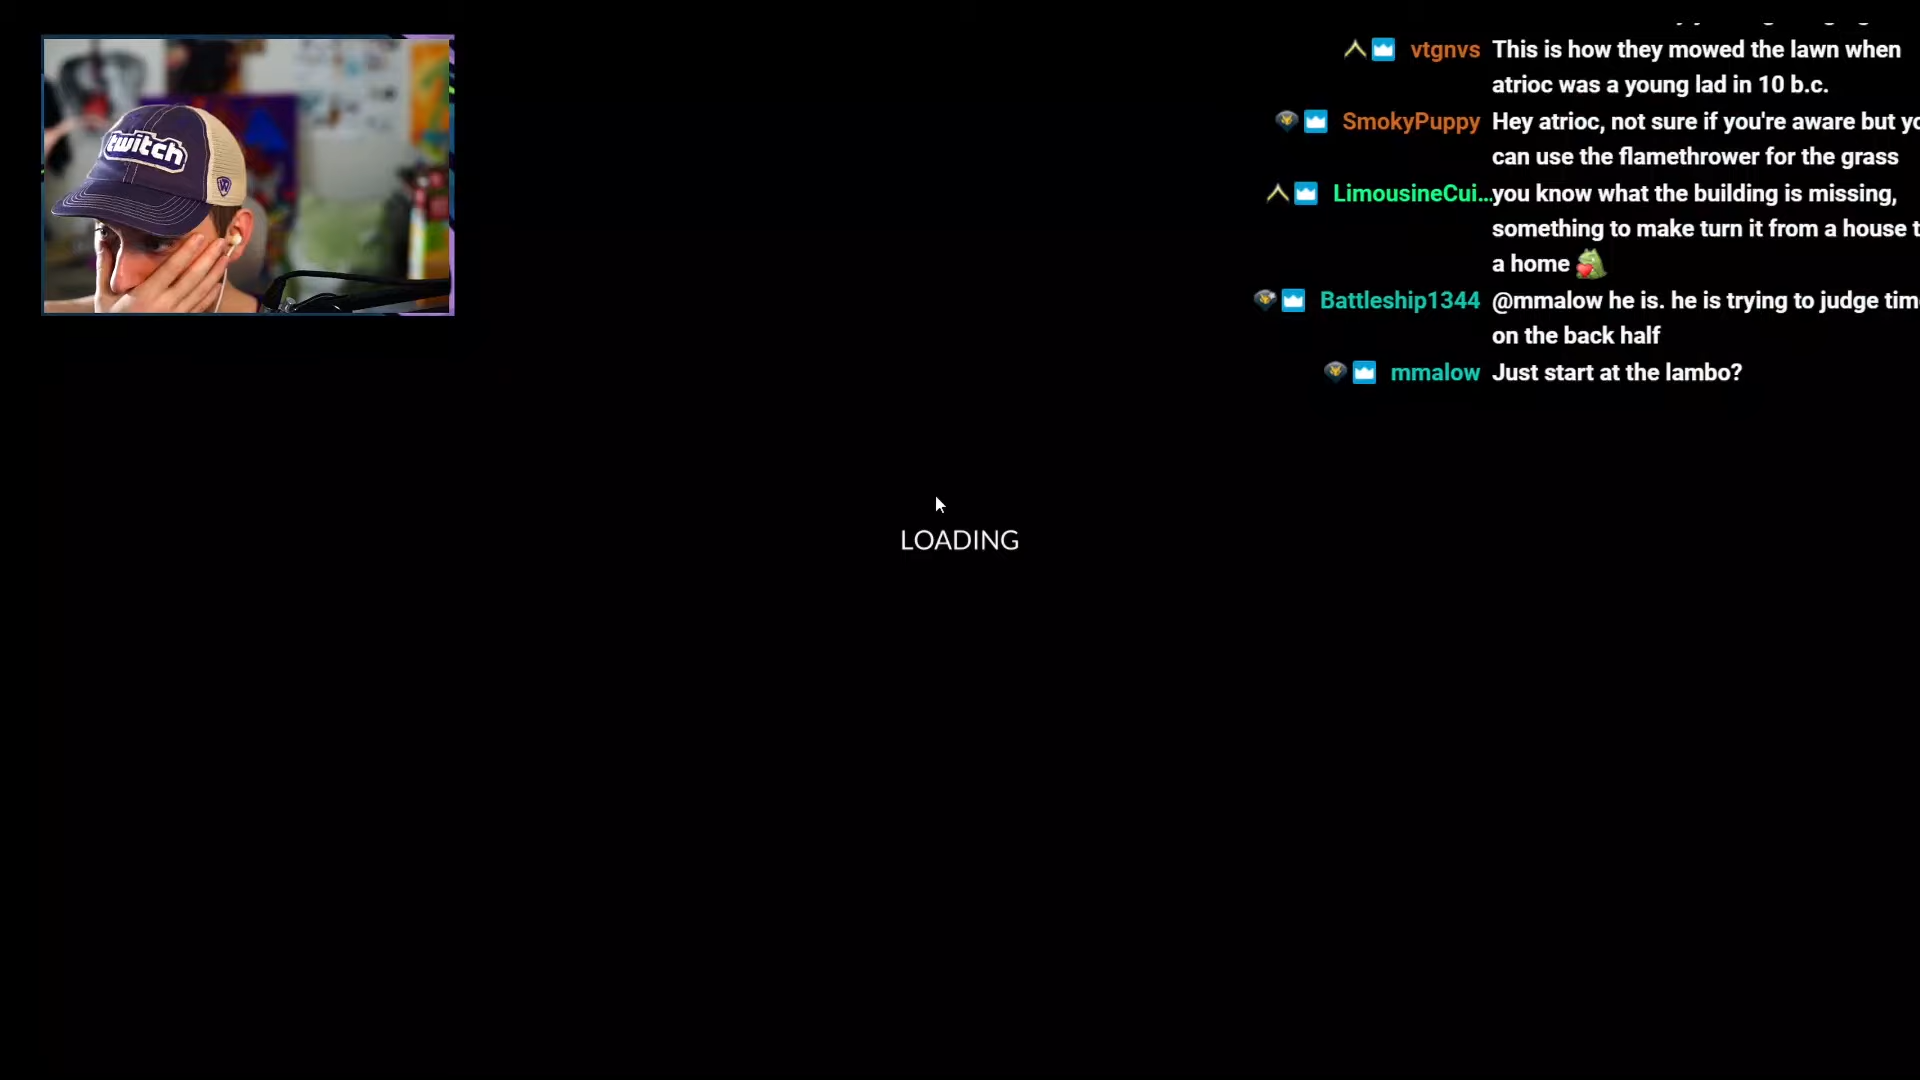 twitch
vtgnvs This is how they mowed the lawn when
atrioc was a young lad in 10 b.c.
SmokyPuppy Hey atrioc, not sure if you're aware but yo
can use the flamethrower for the grass
LimousineCui... you know what the building is missing,
something to make turn it from a house t
a home
Battleship1344 @mmalow he is. he is trying to judge tim
on the back half
mmalow Just start at the lambo?
LOADING